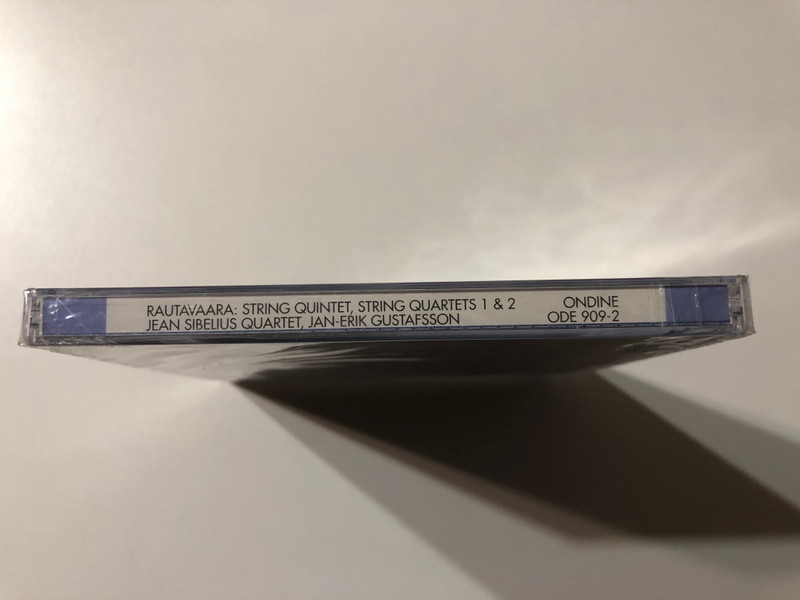 RAUTAVAARA: STRING QUINTET, STRING QUARTETS 1 & 2 ONDINE
JEAN SIBELIUS QUARTET, JAN-ERIK GUSTAFSSON ODE 909-2